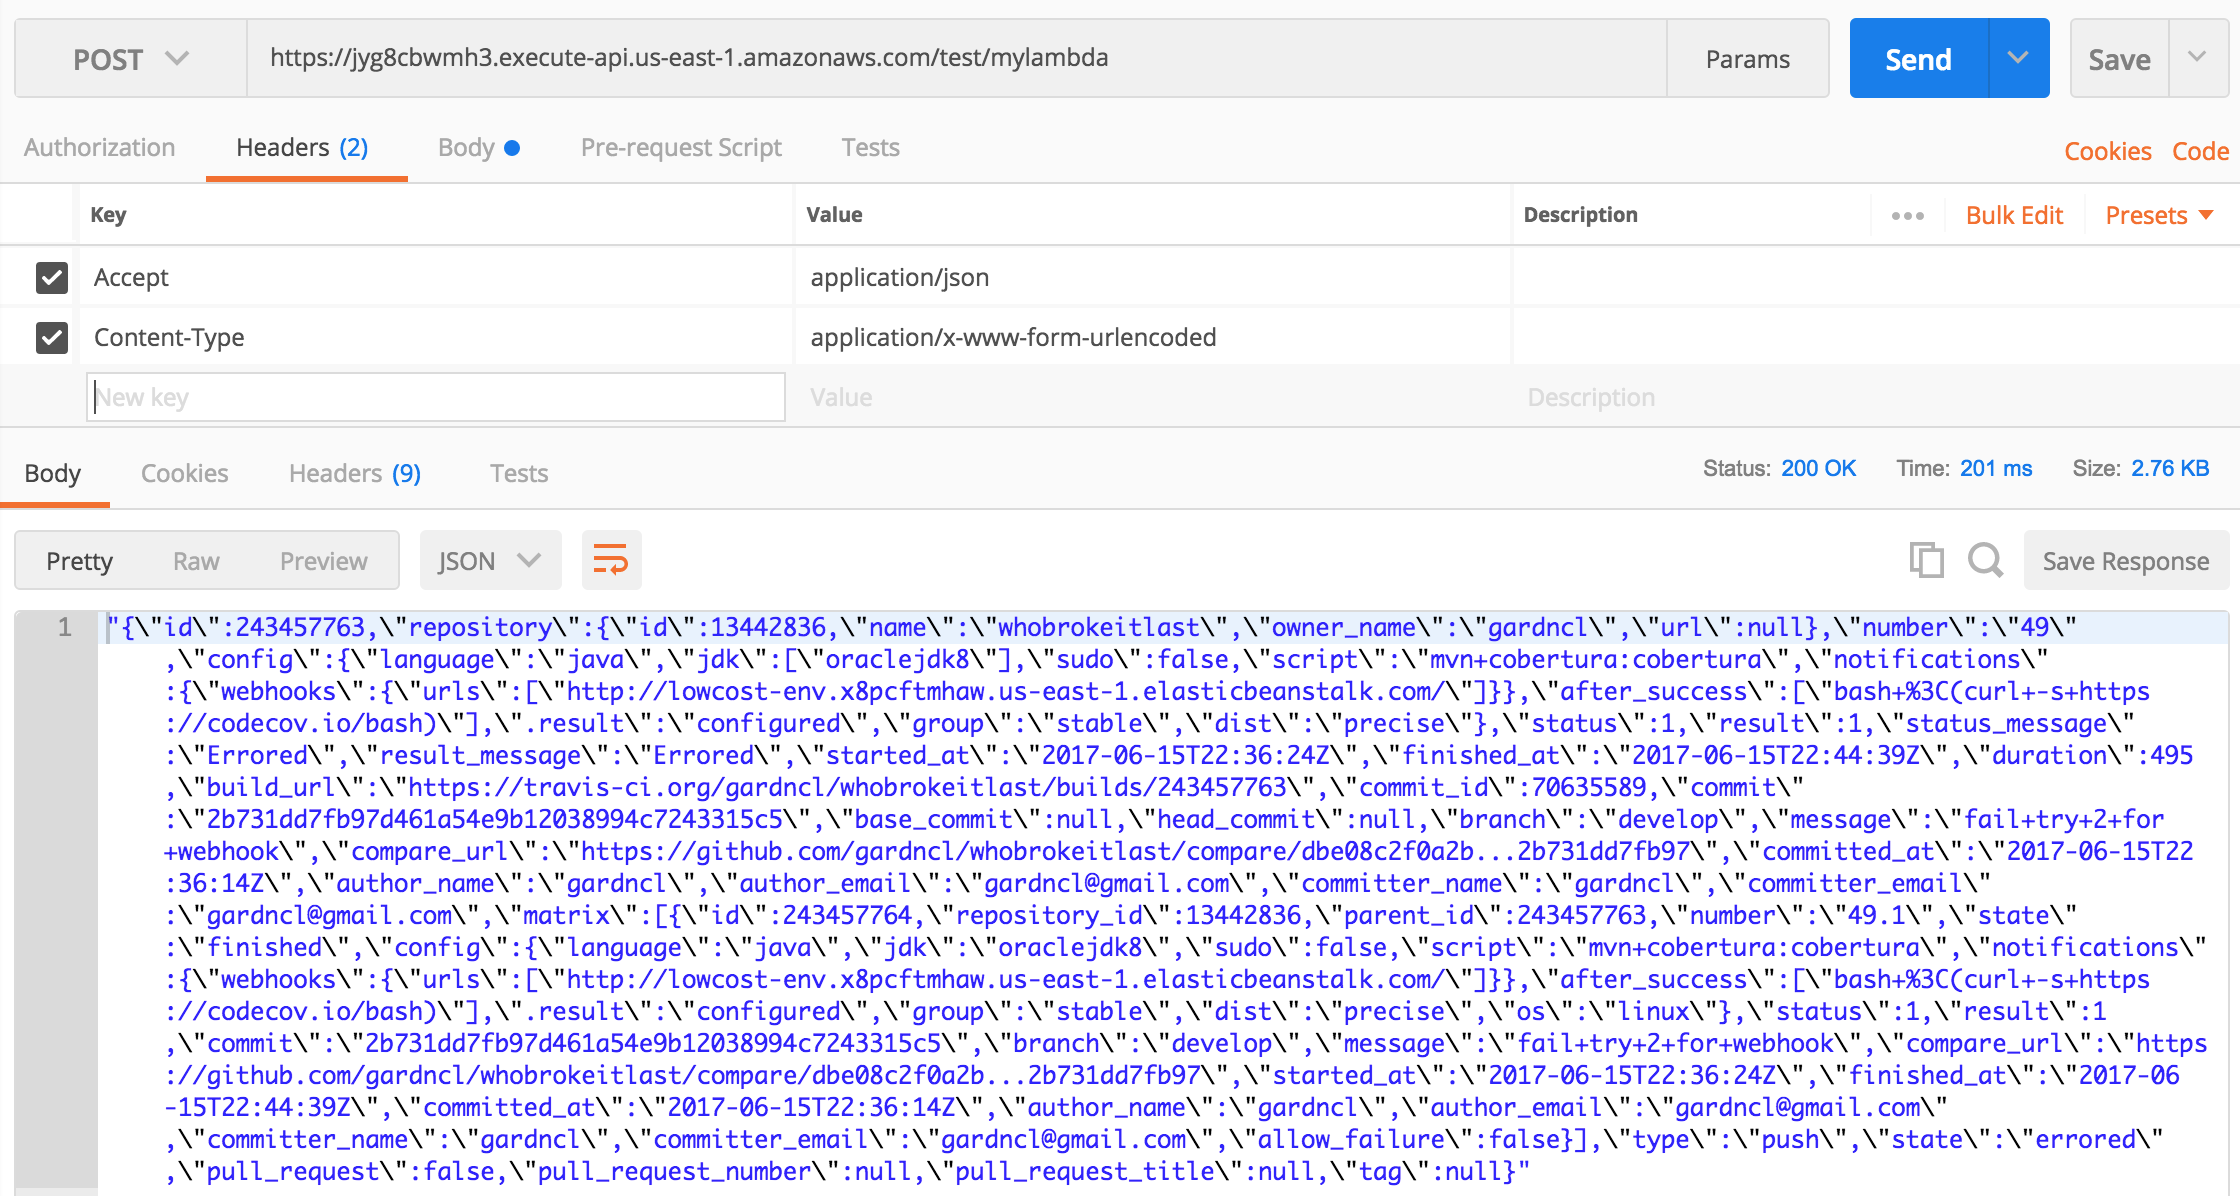 POST https://jyg8cbwmh3.execute-api.us-east-1.amazonaws.com/test/mylambda Params Send Save
Authorization Headers (2) Body Pre-request Script Tests Cookies Code
Key Value Description ••• Bulk Edit Presets
Accept application/json
Content-Type application/x-www-form-urlencoded
New key Value Description
Body Cookies Headers (9) Tests Status: 200 OK Time: 201 ms Size: 2.76 KB
Pretty Raw Preview JSON Save Response
1 "{\"id\":243457763,\"repository\":{\"id\":13442836,\"name\":\"whobrokeitlast\",\"owner_name\":\"gardncl\",\"url\":null},\"number\":\"49\"
,\"config\":{\"language\":\"java\",\"jdk\":[\"oraclejdk8\"],\"sudo\":false,\"script\":\"mvn+cobertura:cobertura\",\"notifications\"
:{\"webhooks\":{\"urls\":[\"http://lowcost-env.x8pcftmhaw.us-east-1.elasticbeanstalk.com/\"]}},\"after_success\":[\"bash+%3C(curl+-s+https
://codecov.io/bash)\"],\".result\":\"configured\",\"group\":\"stable\",\"dist\":\"precise\"},\"status\":1,\"result\":1,\"status_message\"
:\"Errored\",\"result_message\":\"Errored\",\"started_at\":\"2017-06-15T22:36:24Z\",\"finished_at\":\"2017-06-15T22:44:39Z\",\"duration\":495
,\"build_url\":\"https://travis-ci.org/gardncl/whobrokeitlast/builds/243457763\",\"commit_id\":70635589,\"commit\"
:\"2b731dd7fb97d461a54e9b12038994c7243315c5\",\"base_commit\":null,\"head_commit\":null,\"branch\":\"develop\",\"message\":\"fail+try+2+for
+webhook\",\"compare_url\":\"https://github.com/gardncl/whobrokeitlast/compare/dbe08c2f0a2b...2b731dd7fb97\",\"committed_at\":\"2017-06-15T22
:36:14Z\",\"author_name\":\"gardncl\",\"author_email\":\"gardncl@gmail.com\",\"committer_name\":\"gardncl\",\"committer_email\"
:\"gardncl@gmail.com\",\"matrix\":[{\"id\":243457764,\"repository_id\":13442836,\"parent_id\":243457763,\"number\":\"49.1\",\"state\"
:\"finished\",\"config\":{\"language\":\"java\",\"jdk\":\"oraclejdk8\",\"sudo\":false,\"script\":\"mvn+cobertura:cobertura\",\"notifications\"
:{\"webhooks\":{\"urls\":[\"http://lowcost-env.x8pcftmhaw.us-east-1.elasticbeanstalk.com/\"]}},\"after_success\":[\"bash+%3C(curl+-s+https
://codecov.io/bash)\"],\".result\":\"configured\",\"group\":\"stable\",\"dist\":\"precise\",\"os\":\"linux\"},\"status\":1,\"result\":1
,\"commit\":\"2b731dd7fb97d461a54e9b12038994c7243315c5\",\"branch\":\"develop\",\"message\":\"fail+try+2+for+webhook\",\"compare_url\":\"https
://github.com/gardncl/whobrokeitlast/compare/dbe08c2f0a2b...2b731dd7fb97\",\"started_at\":\"2017-06-15T22:36:24Z\",\"finished_at\":\"2017-06
-15T22:44:39Z\",\"committed_at\":\"2017-06-15T22:36:14Z\",\"author_name\":\"gardncl\",\"author_email\":\"gardncl@gmail.com\"
,\"committer_name\":\"gardncl\",\"committer_email\":\"gardncl@gmail.com\",\"allow_failure\":false}],\"type\":\"push\",\"state\":\"errored\"
,\"pull_request\":false,\"pull_request_number\":null,\"pull_request_title\":null,\"tag\":null}"